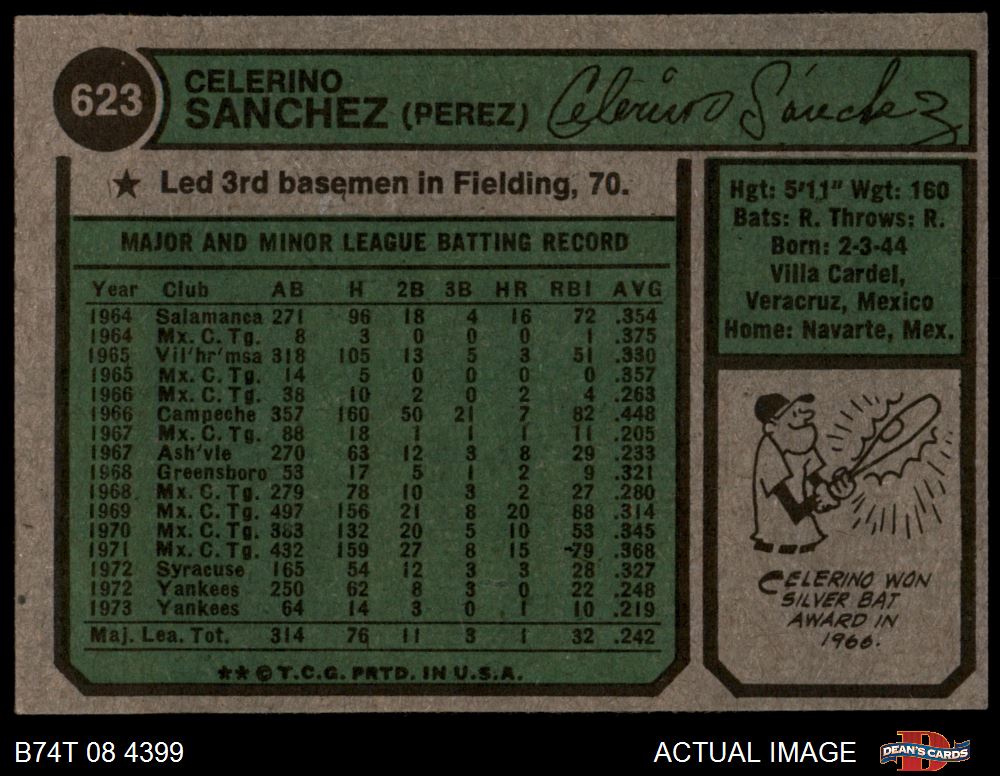 623
CELERINO
SANCHEZ (PEREZ)
Celerino Sánchez
★ Led 3rd basemen in Fielding, 70.
MAJOR AND MINOR LEAGUE BATTING RECORD
Year Club AB H 2B 3B HR RBI AVG
1964 Salamanca 271 96 18 4 16 72 .354
1964 Mx. C. Tg. 8 3 0 0 0 1 .375
1965 Vil'hr'msa 318 105 13 5 3 51 .330
1965 Mx. C. Tg. 14 5 0 0 0 0 .357
1966 Mx. C. Tg. 38 10 2 0 2 4 .263
1966 Campeche 357 160 50 21 7 82 .448
1967 Mx. C. Tg. 88 18 1 1 1 11 .205
1967 Ash'vle 270 63 12 3 8 29 .233
1968 Greensboro 53 17 5 1 2 9 .321
1968 Mx. C. Tg. 279 78 10 3 2 27 .280
1969 Mx. C. Tg. 497 156 21 8 20 88 .314
1970 Mx. C. Tg. 383 132 20 5 10 53 .345
1971 Mx. C. Tg. 432 159 27 8 15 79 .368
1972 Syracuse 165 54 12 3 3 28 .327
1972 Yankees 250 62 8 3 0 22 .248
1973 Yankees 64 14 3 0 1 10 .219
Maj. Lea. Tot. 314 76 11 3 1 32 .242
★★ © T.C.G. PRTD. IN U.S.A.
Hgt: 5'11" Wgt: 160
Bats: R. Throws: R.
Born: 2-3-44
Villa Cardel,
Veracruz, Mexico
Home: Navarte, Mex.
CELERINO WON
SILVER BAT
AWARD IN
1966.
B74T 08 4399
ACTUAL IMAGE
DEAN'S CARDS